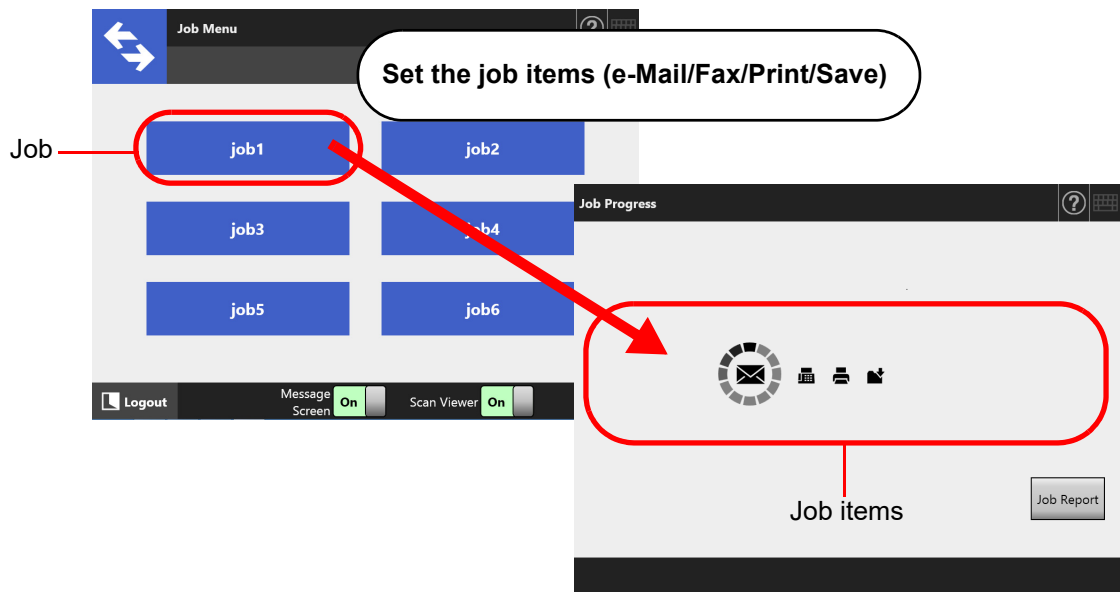 Job Menu
Set the job items (e-Mail/Fax/Print/Save)
Job
job1
job2
job3
job4
job5
job6
Logout
Message
Screen
On
Scan Viewer
On
Job Progress
?
Job Report
Job items